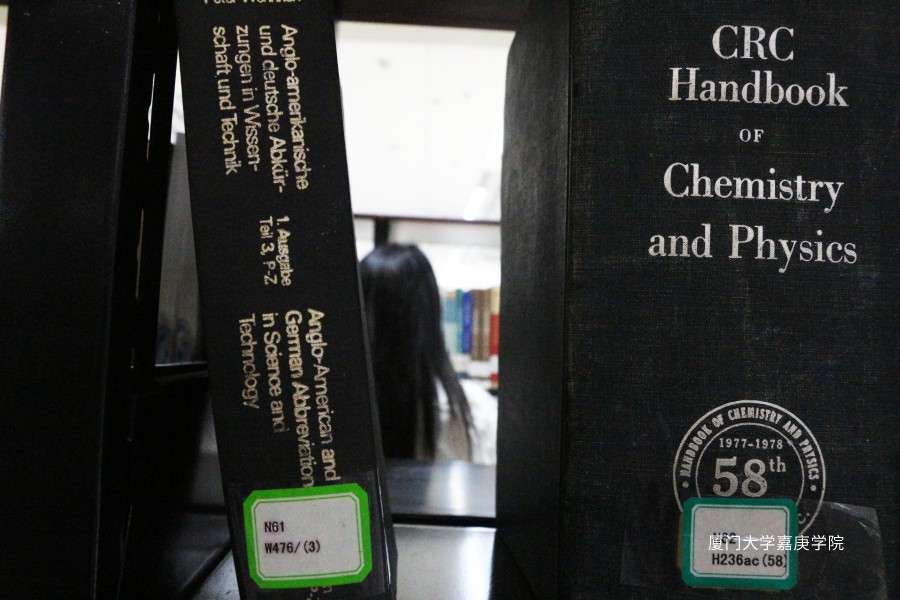 Anglo-amerikanische
und deutsche Abkür-
zungen in Wissen-
schaft und Technik
1. Ausgabe
Teil 3, P-Z
Anglo-American and
German Abbreviation
in Science and
Technology
N61
W476/(3)
CRC
Handbook
OF
Chemistry
and Physics
HANDBOOK OF CHEMISTRY AND PHYSICS
1977-1978
58th
厦门大学嘉庚学院
H236ac(58)